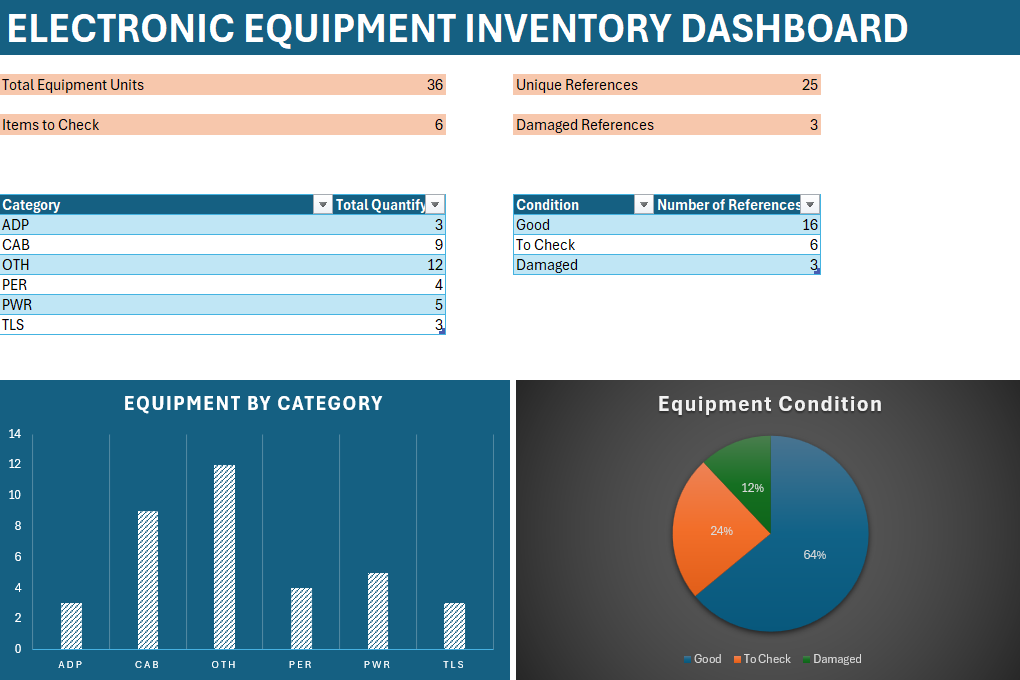 ELECTRONIC EQUIPMENT INVENTORY DASHBOARD
Total Equipment Units 36
Unique References 25
Items to Check 6
Damaged References 3
Category Total Quantify
ADP 3
CAB 9
OTH 12
PER 4
PWR 5
TLS 3
Condition Number of References
Good 16
To Check 6
Damaged 3
EQUIPMENT BY CATEGORY
14
12
10
8
6
4
2
0
ADP CAB OTH PER PWR TLS
Equipment Condition
12%
24%
64%
Good To Check Damaged